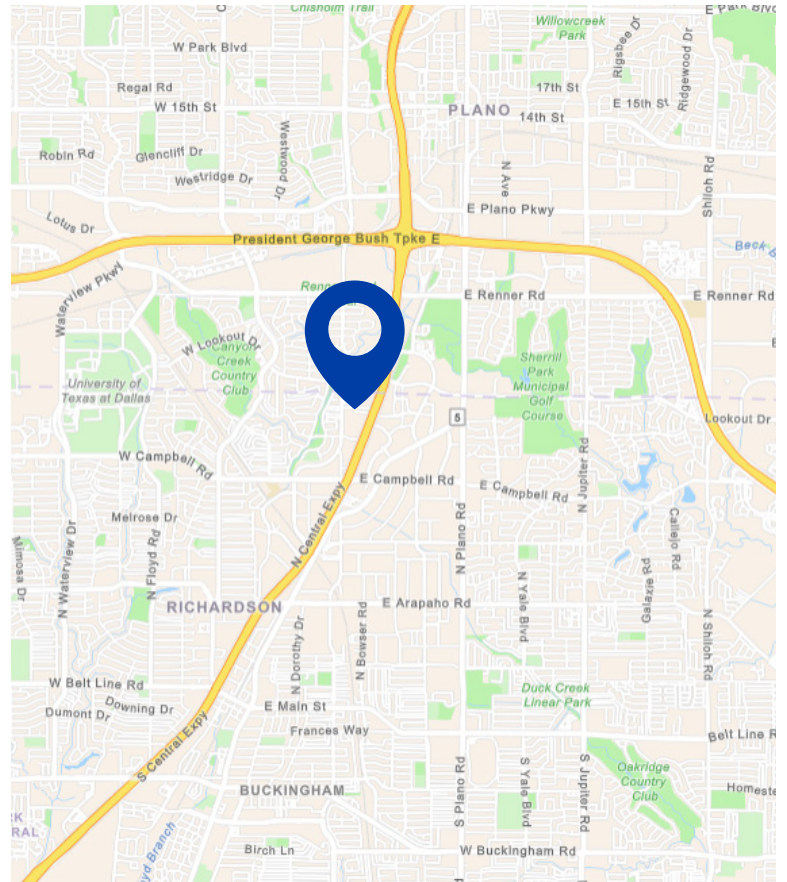 Chisholm Trail
E Park Blvd
Willowcreek
Park
Rigsbee Dr
Ridgewood Dr
W Park Blvd
Regal Rd
17th St
W 15th St
PLANO
E 15th St
14th St
Westwood Dr
Robin Rd
Glencliff Dr
N Ave
Shiloh Rd
Westridge Dr
E Plano Pkwy
Lotus Dr
President George Bush Tpke E
Waterview Pkwy
E Renner Rd
E Renner Rd
W Lookout Dr
Canyon
Creek
Country
Club
Sherrill
Park
Municipal
Golf
Course
University of
Texas at Dallas
5
Lookout Dr
W Campbell Rd
N Jupiter Rd
E Campbell Rd
E Campbell Rd
N Central Expy
Melrose Dr
N Plano Rd
Callejo Rd
Mimosa Dr
N Waterview Dr
N Floyd Rd
Galaxie Rd
N Yale Blvd
RICHARDSON
E Arapaho Rd
N Dorothy Dr
N Bowser Rd
N Shiloh Rd
W Belt Line Rd
Duck Creek
Linear Park
Downing Dr
Dumont Dr
E Main St
Frances Way
Belt Line R
S Central Expy
S Plano Rd
S Yale Blvd
S Jupiter Rd
Oakridge
Country
Club
BUCKINGHAM
Homeste
K
RAL
yd Branch
Birch Ln
W Buckingham Rd